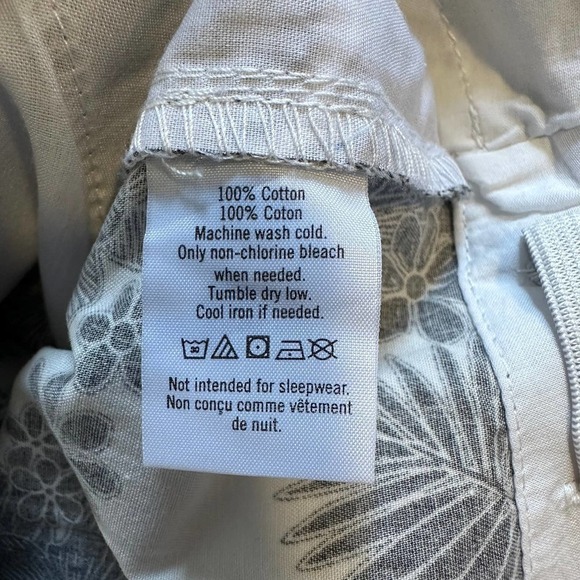 100% Cotton
100% Coton
Machine wash cold.
Only non-chlorine bleach
when needed.
Tumble dry low.
Cool iron if needed.
30
Not intended for sleepwear.
Non conçu comme vêtement
de nuit.